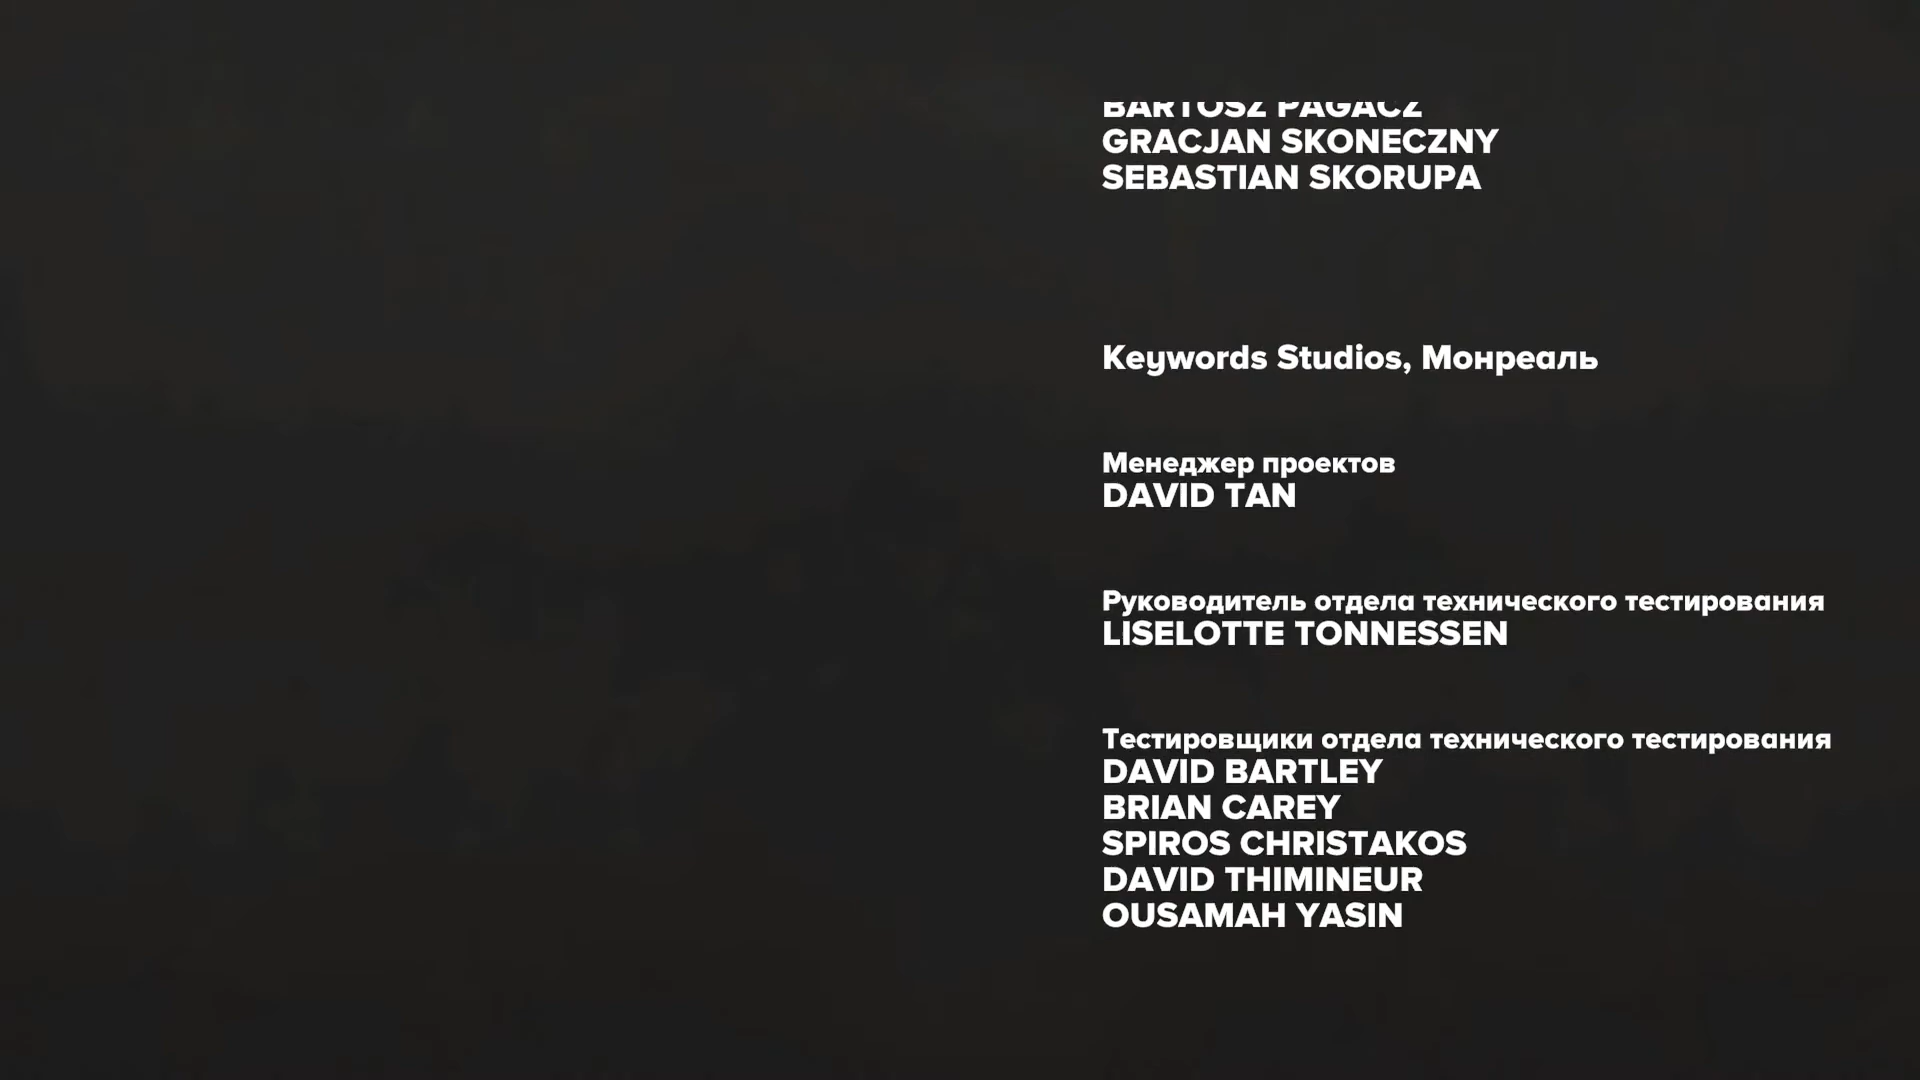 BARTOSZ PAGACZ
GRACJAN SKONECZNY
SEBASTIAN SKORUPA
Keywords Studios, Монреаль
Менеджер проектов
DAVID TAN
Руководитель отдела технического тестирования
LISELOTTE TONNESSEN
Тестировщики отдела технического тестирования
DAVID BARTLEY
BRIAN CAREY
SPIROS CHRISTAKOS
DAVID THIMINEUR
OUSAMAH YASIN